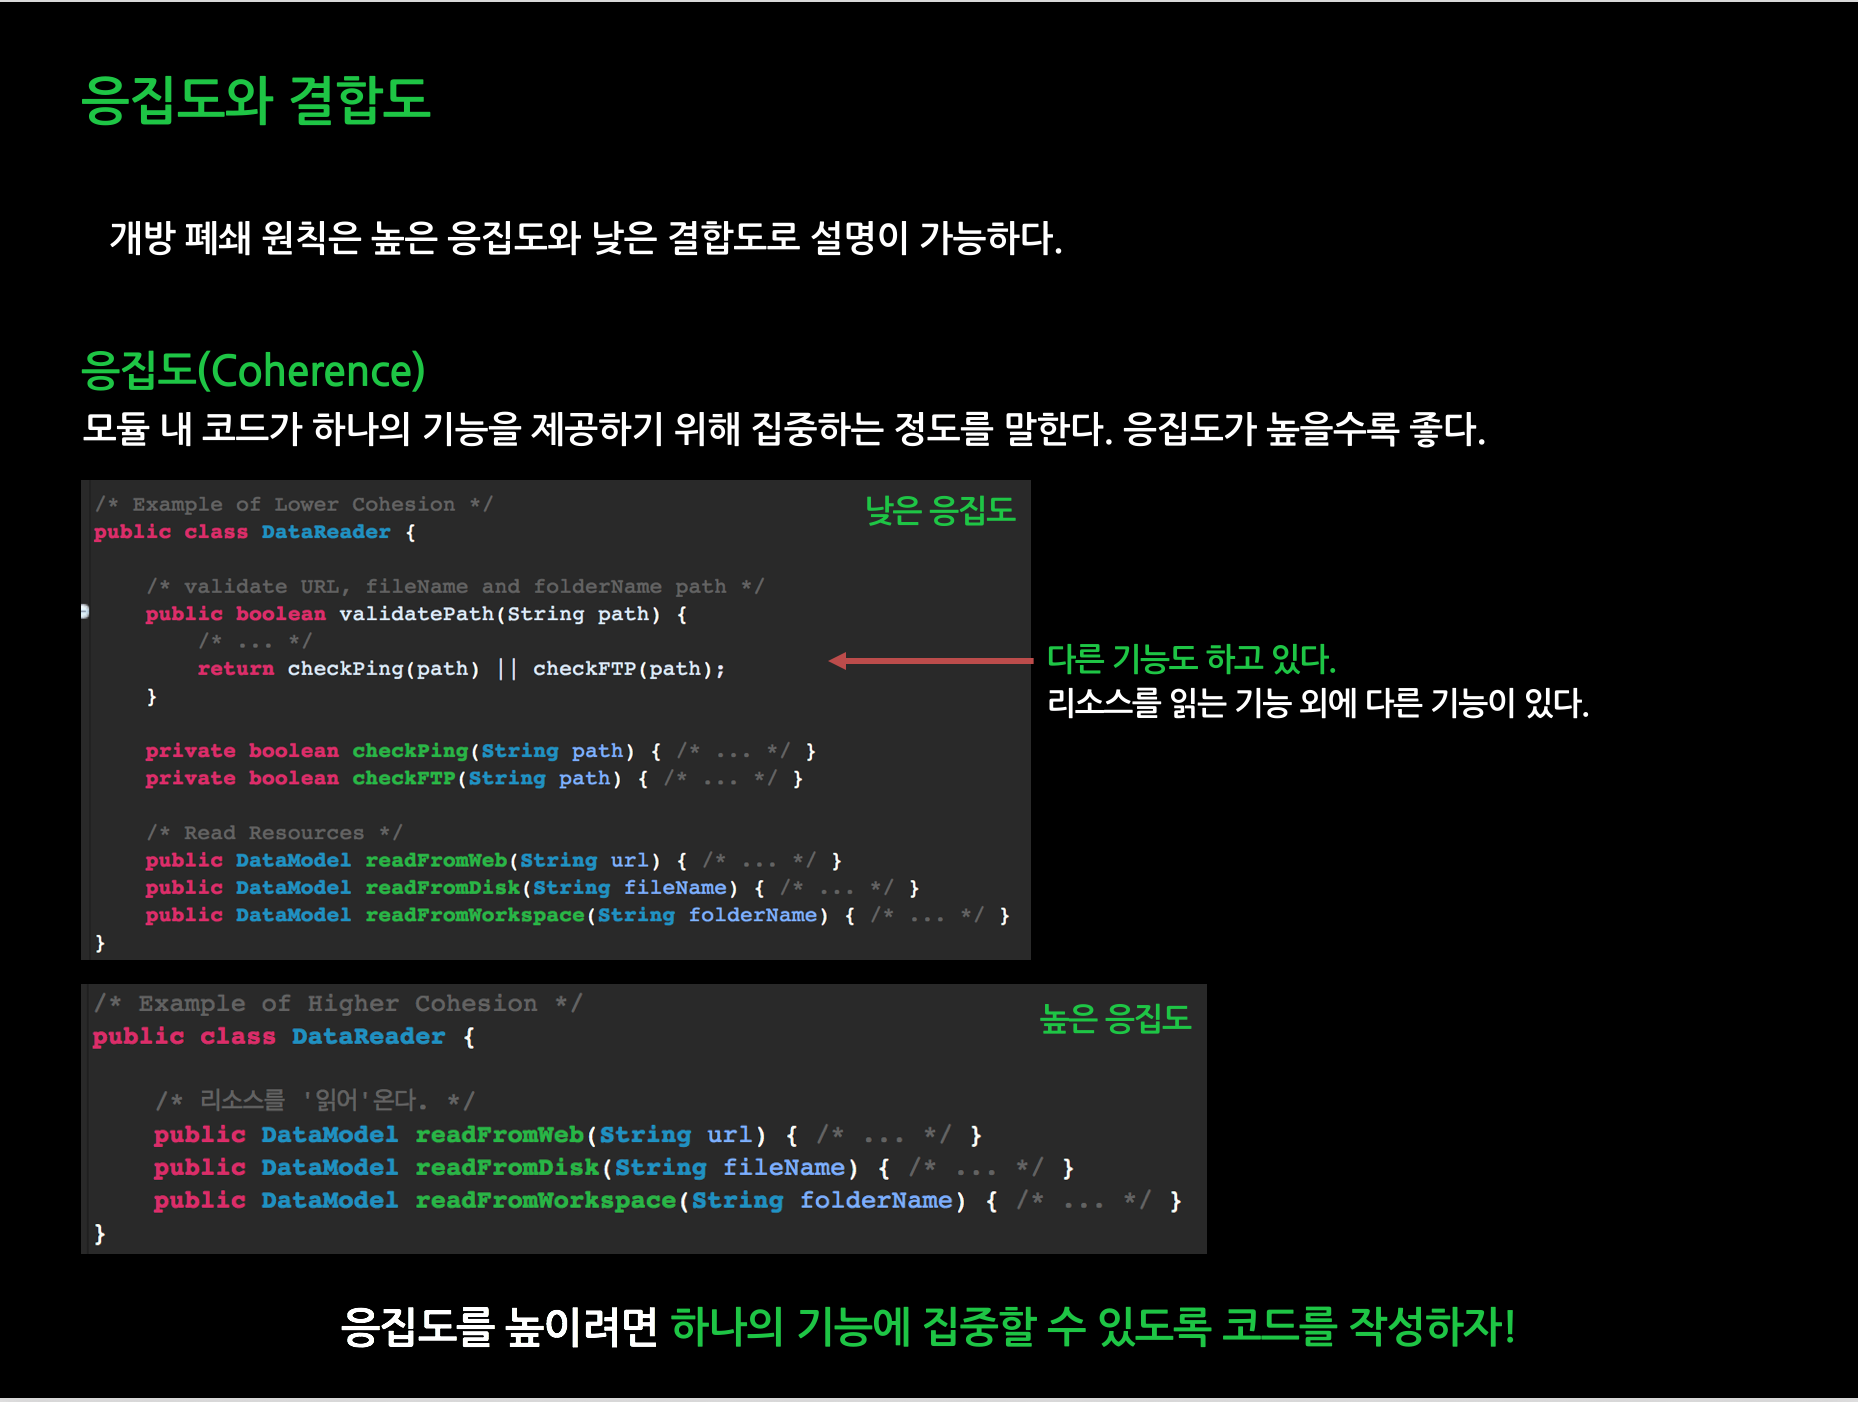 응집도와 결합도
개방 폐쇄 원칙은 높은 응집도와 낮은 결합도로 설명이 가능하다.
응집도(Coherence)
모듈 내 코드가 하나의 기능을 제공하기 위해 집중하는 정도를 말한다. 응집도가 높을수록 좋다.
낮은 응집도
/* Example of Lower Cohesion */
public class DataReader {
/* validate URL, fileName and folderName path */
public boolean validatePath(String path) {
/* ... */
return checkPing(path) || checkFTP(path);
}
private boolean checkPing(String path) { /* ... */ }
private boolean checkFTP(String path) { /* ... */ }
/* Read Resources */
public DataModel readFromWeb(String url) { /* ... */ }
public DataModel readFromDisk(String fileName) { /* ... */ }
public DataModel readFromWorkspace(String folderName) { /* ... */ }
}
다른 기능도 하고 있다.
리소스를 읽는 기능 외에 다른 기능이 있다.
높은 응집도
/* Example of Higher Cohesion */
public class DataReader {
/* 리소스를 '읽어'온다. */
public DataModel readFromWeb(String url) { /* ... */ }
public DataModel readFromDisk(String fileName) { /* ... */ }
public DataModel readFromWorkspace(String folderName) { /* ... */ }
}
응집도를 높이려면 하나의 기능에 집중할 수 있도록 코드를 작성하자!